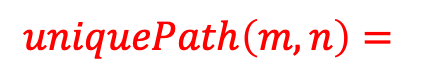 uniquePath(m, n) =